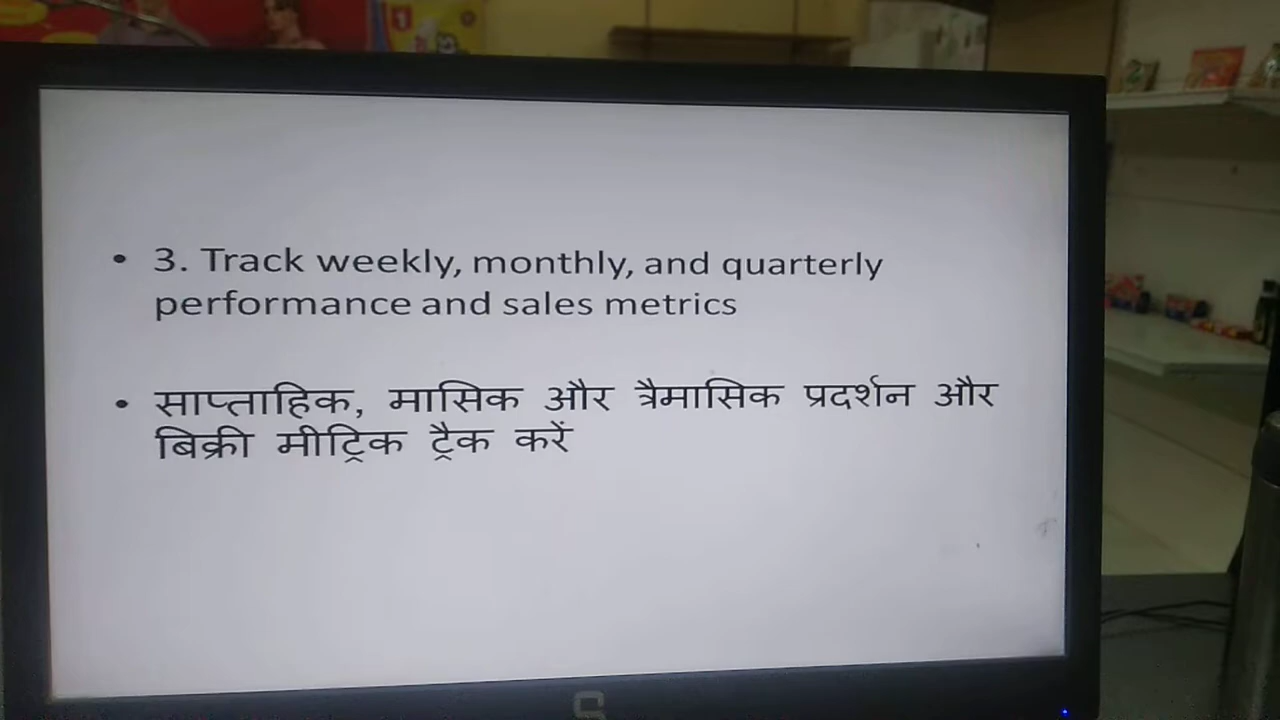 • 3. Track weekly, monthly, and quarterly
performance and sales metrics
• साप्ताहिक, मासिक और त्रैमासिक प्रदर्शन और
बिक्री मीट्रिक ट्रैक करें